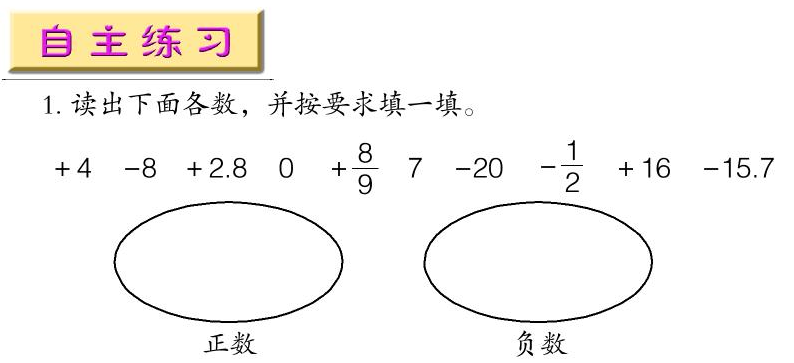 自主练习
1. 读出下面各数，并按要求填一填。
+4 -8 +2.8 0 +8/9 7 -20 -1/2 +16 -15.7
正数 负数